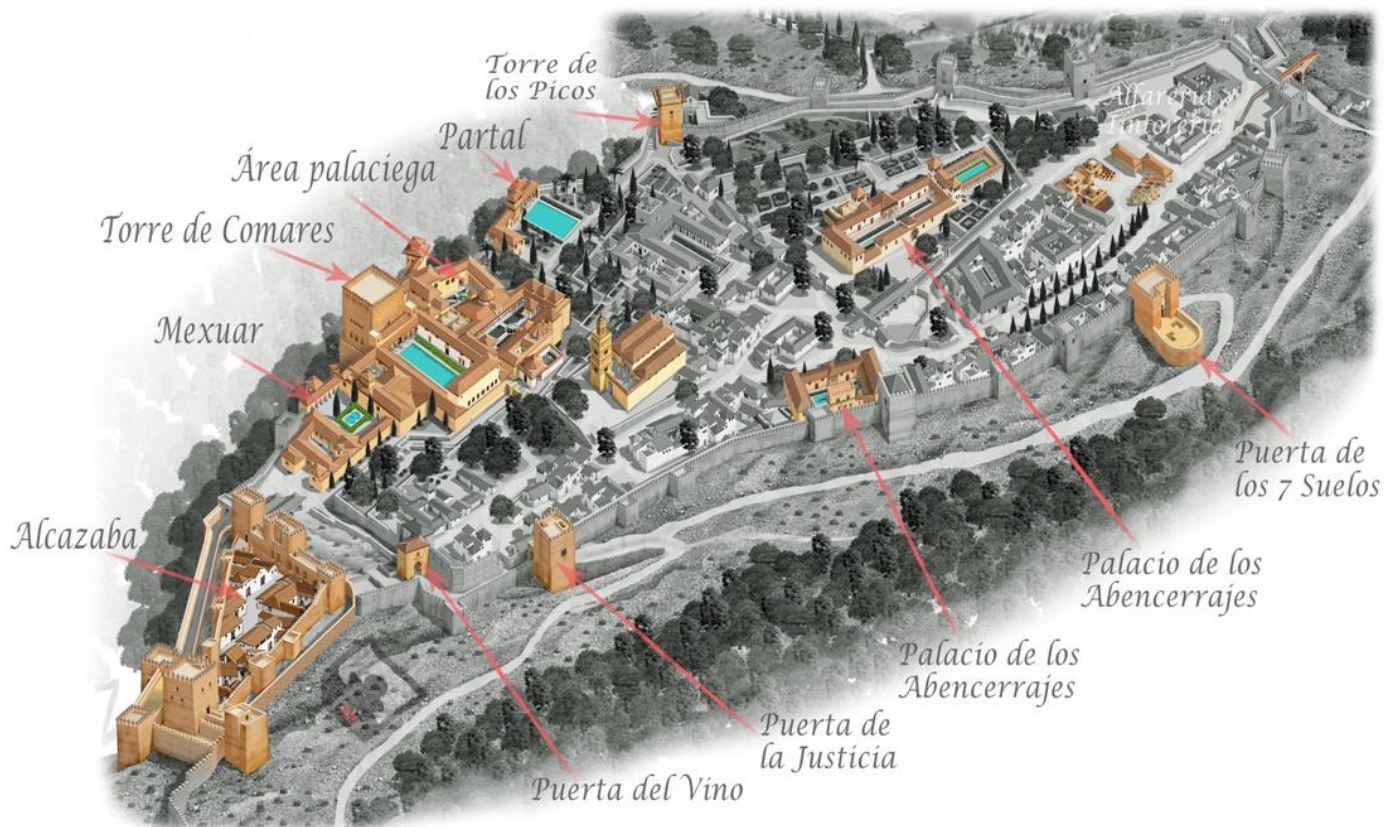 Torre de
los Picos
Partal
Área palaciega
Torre de Comares
Mexuar
Alcazaba
Alfarería y
Tintorería
Puerta de
los 7 Suelos
Palacio de los
Abencerrajes
Palacio de los
Abencerrajes
Puerta de
la Justicia
Puerta del Vino